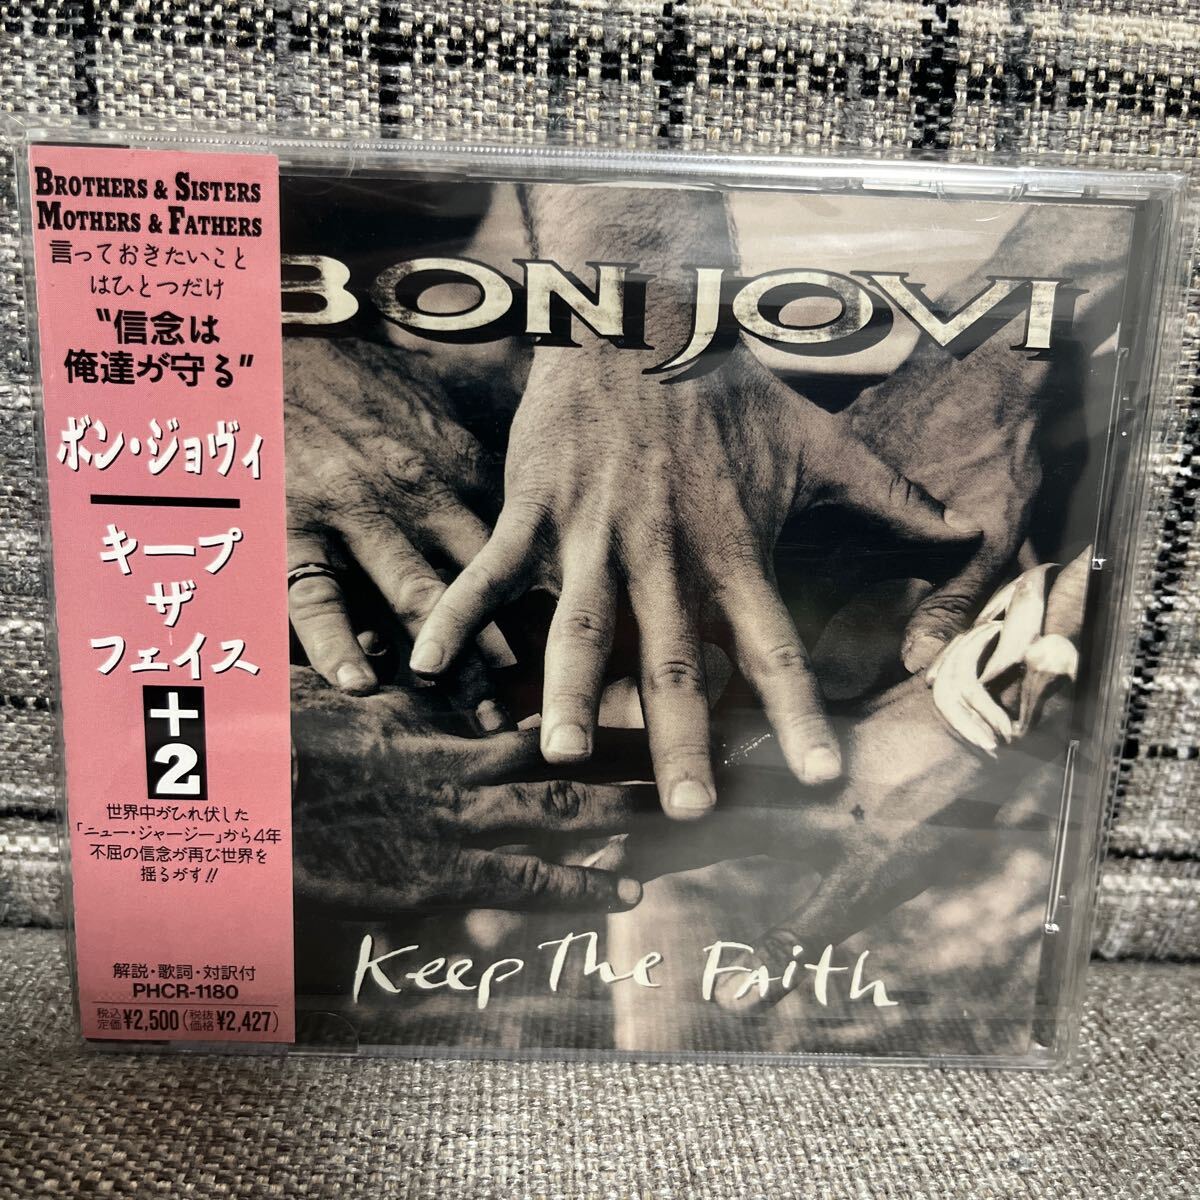 BROTHERS & SISTERS
MOTHERS & FATHERS
言っておきたいこと
はひとつだけ
"信念は
俺達が守る"
ボン・ジョヴィ
キープ
ザ
フェイス
+
2
世界中がひれ伏した
「ニュー・ジャージー」から4年
不屈の信念が再び世界を
揺るがす!!
解説・歌詞・対訳付
PHCR-1180
税込定価¥2,500(税抜価格¥2,427)
BON JOVI
Keep The Faith